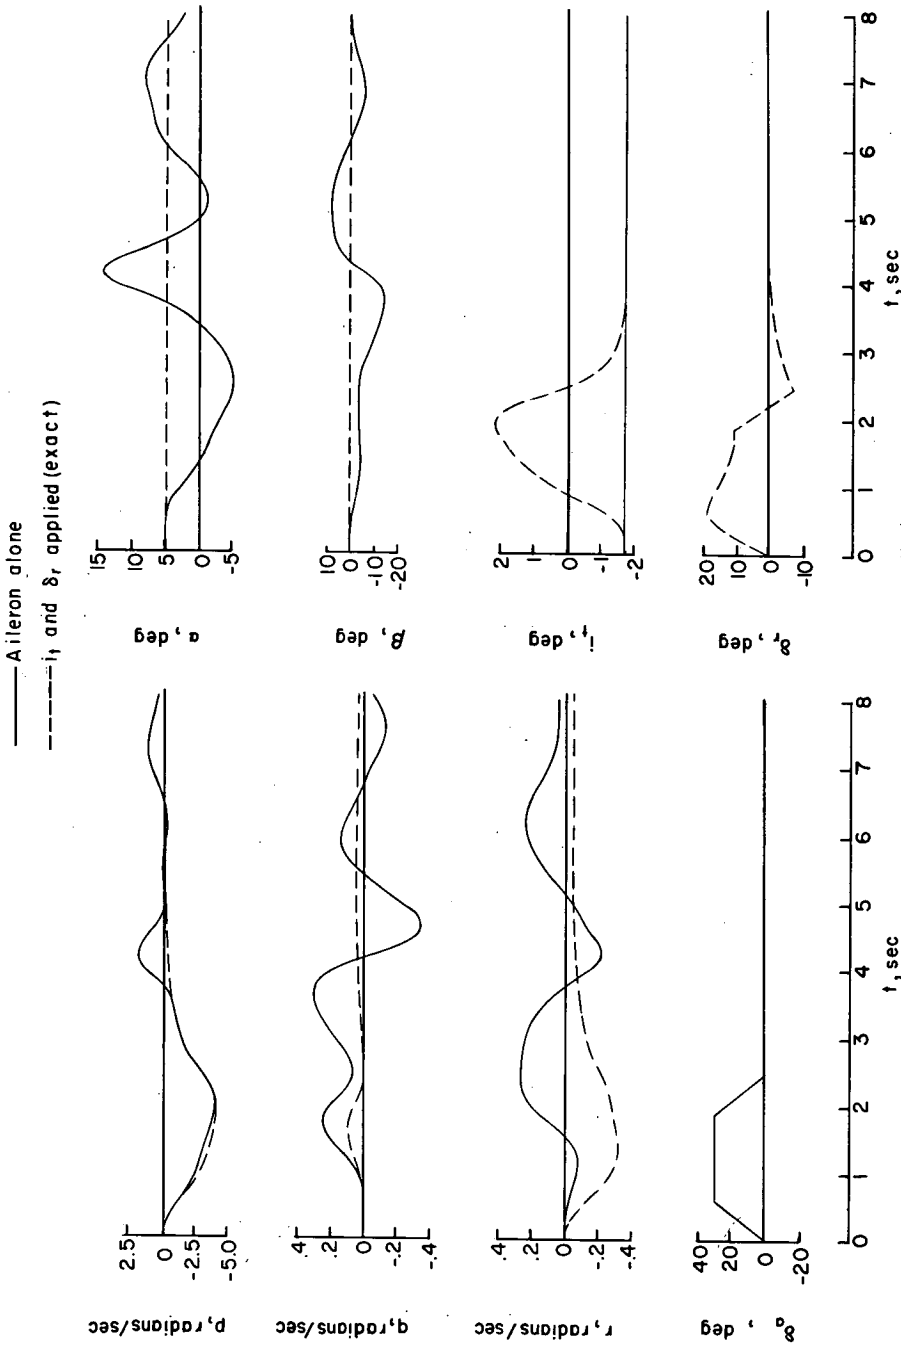 Aileron alone
i_t and δ_r applied (exact)
p, radians/sec
2.5
0
-2.5
-5.0
q, radians/sec
.4
.2
0
-.2
-.4
r, radians/sec
.4
.2
0
-.2
-.4
δ_a, deg
40
20
0
-20
0 1 2 3 4 5 6 7 8
t, sec
α, deg
15
10
5
0
-5
β, deg
10
0
-10
-20
i_t, deg
2
1
0
-1
-2
δ_r, deg
20
10
0
-10
0 1 2 3 4 5 6 7 8
t, sec